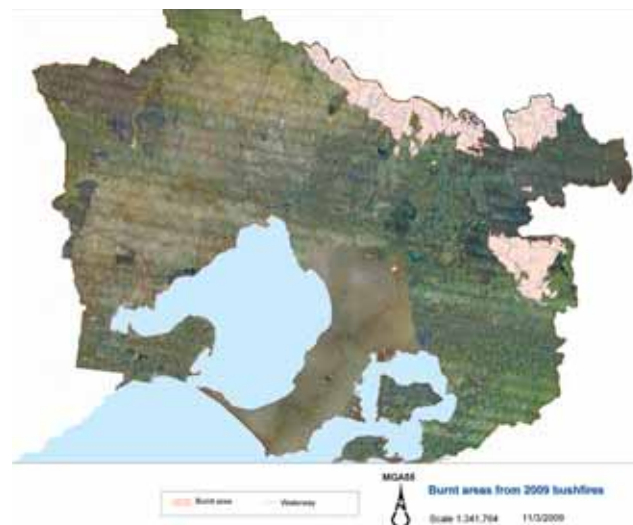 MGA55
Burnt areas from 2009 bushfires
Burnt area
Waterway
Scale 1:341,764 11/3/2009